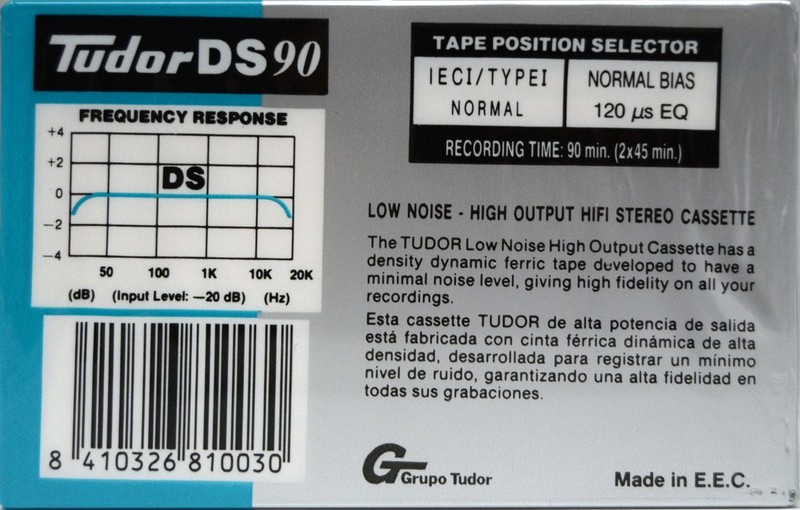 Tudor DS 90
FREQUENCY RESPONSE
+4
+2
0
−2
−4
DS
50 100 1K 10K 20K
(dB) (Input Level: —20 dB) (Hz)
8 410326 810030
TAPE POSITION SELECTOR
IECI/TYPEI
NORMAL
NORMAL BIAS
120 µs EQ
RECORDING TIME: 90 min. (2x45 min.)
LOW NOISE - HIGH OUTPUT HIFI STEREO CASSETTE
The TUDOR Low Noise High Output Cassette has a
density dynamic ferric tape developed to have a
minimal noise level, giving high fidelity on all your
recordings.
Esta cassette TUDOR de alta potencia de salida
está fabricada con cinta férrica dinámica de alta
densidad, desarrollada para registrar un mínimo
nivel de ruido, garantizando una alta fidelidad en
todas sus grabaciones.
GT Grupo Tudor
Made in E.E.C.